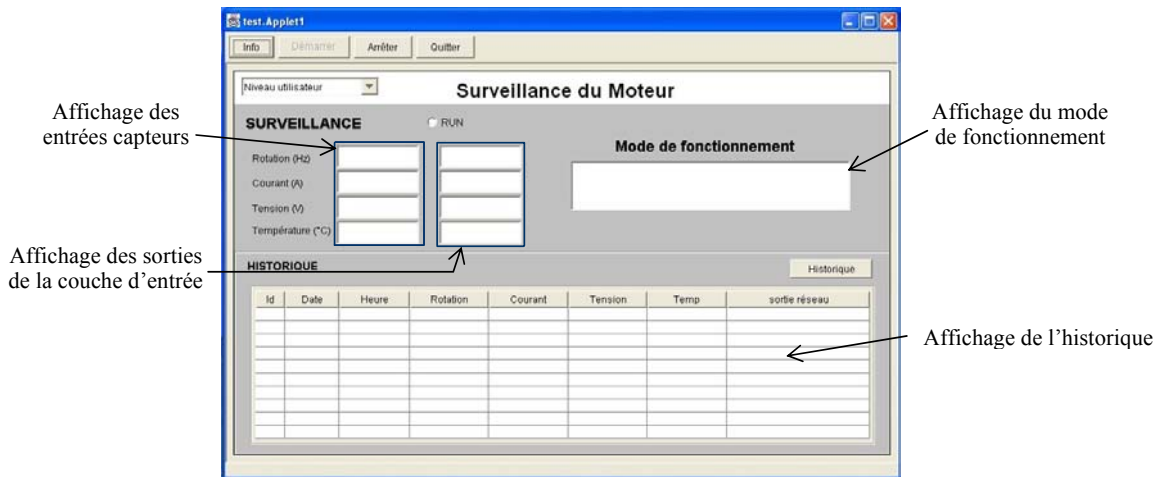 test.Applet1
Info Démarrer Arrêter Quitter
Niveau utilisateur
Surveillance du Moteur
Affichage des
entrées capteurs
SURVEILLANCE
RUN
Mode de fonctionnement
Affichage du mode
de fonctionnement
Rotation (Hz)
Courant (A)
Tension (V)
Température (°C)
Affichage des sorties
de la couche d’entrée
HISTORIQUE
Historique
Id Date Heure Rotation Courant Tension Temp sortie réseau
Affichage de l’historique